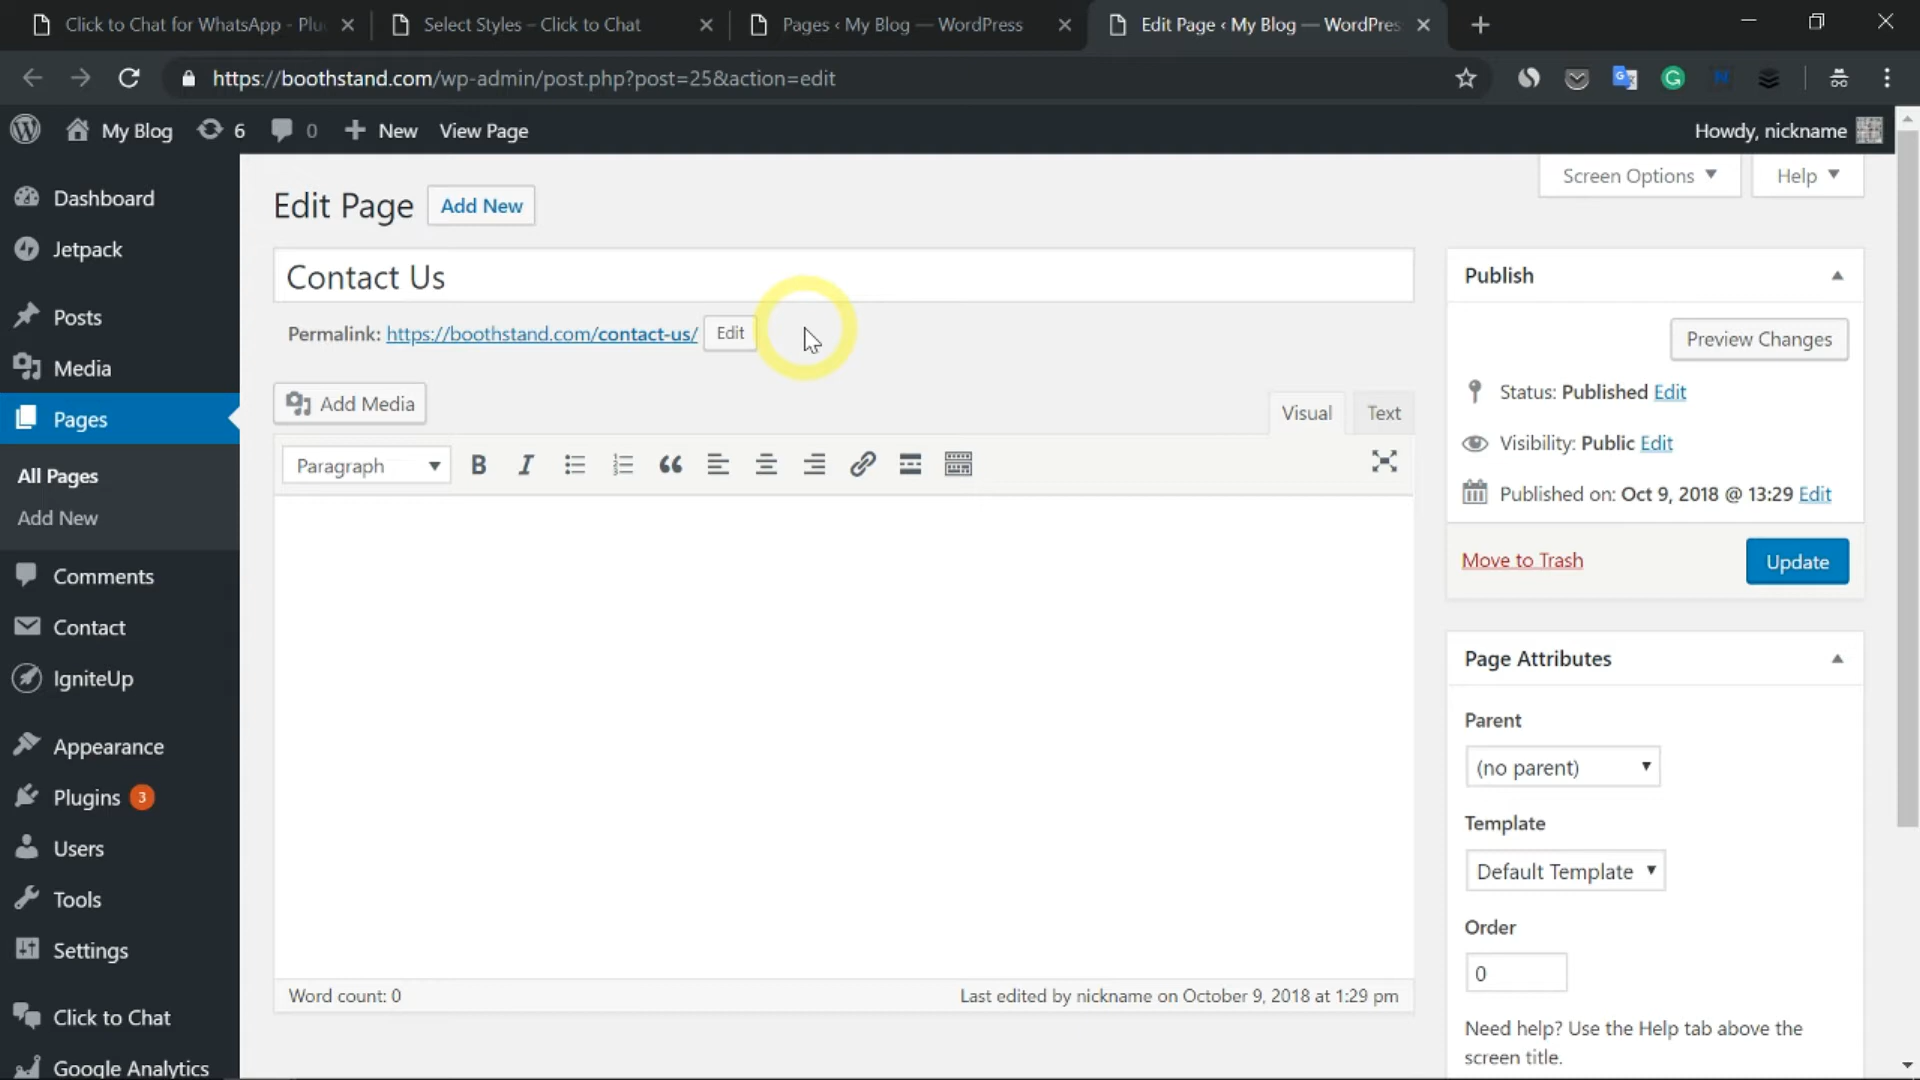 Click to Chat for WhatsApp - Plu
Select Styles – Click to Chat
Pages ‹ My Blog — WordPress
Edit Page ‹ My Blog — WordPres
https://boothstand.com/wp-admin/post.php?post=25&action=edit
My Blog
6
0
New
View Page
Howdy, nickname
Dashboard
Jetpack
Posts
Media
Pages
All Pages
Add New
Comments
Contact
IgniteUp
Appearance
Plugins 3
Users
Tools
Settings
Click to Chat
Google Analytics
Screen Options
Help
Edit Page
Add New
Contact Us
Permalink: https://boothstand.com/contact-us/ Edit
Add Media
Visual
Text
Paragraph
Word count: 0
Last edited by nickname on October 9, 2018 at 1:29 pm
Publish
Preview Changes
Status: Published Edit
Visibility: Public Edit
Published on: Oct 9, 2018 @ 13:29 Edit
Move to Trash
Update
Page Attributes
Parent
(no parent)
Template
Default Template
Order
0
Need help? Use the Help tab above the
screen title.